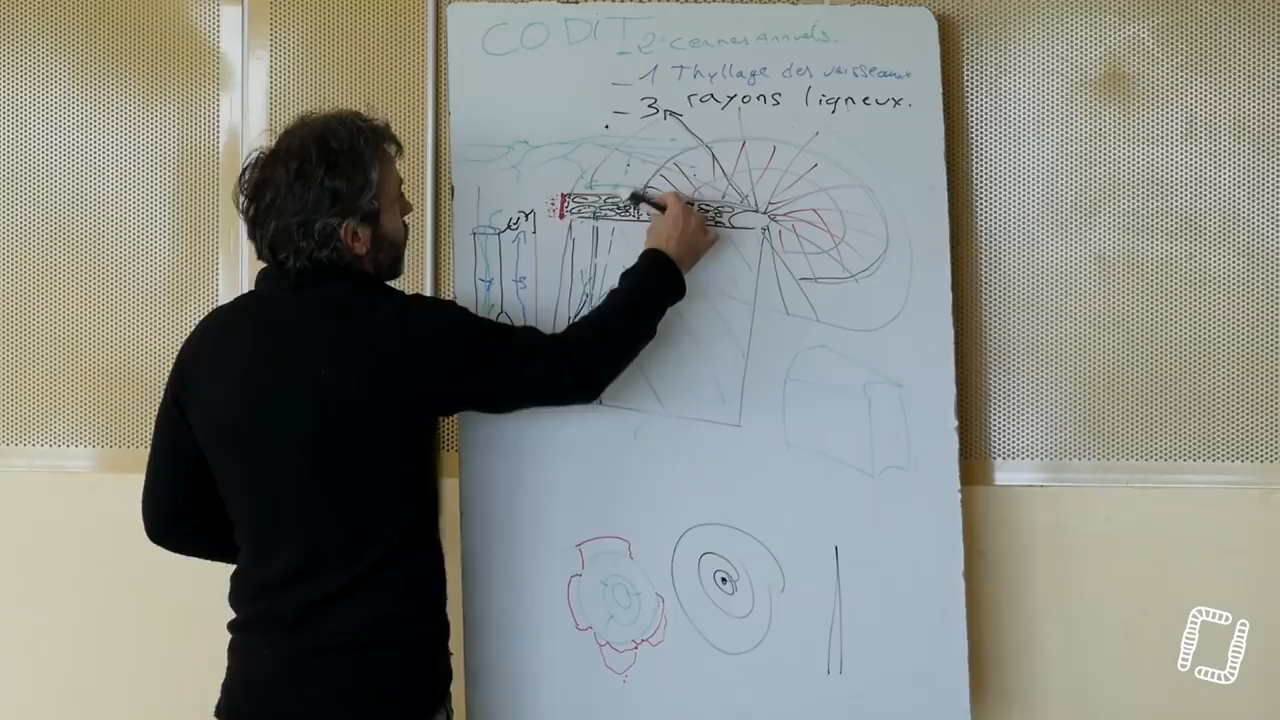 CODIT
- 2 cernes annuels.
- 1 Thyllage des vaisseaux
- 3 rayons ligneux.